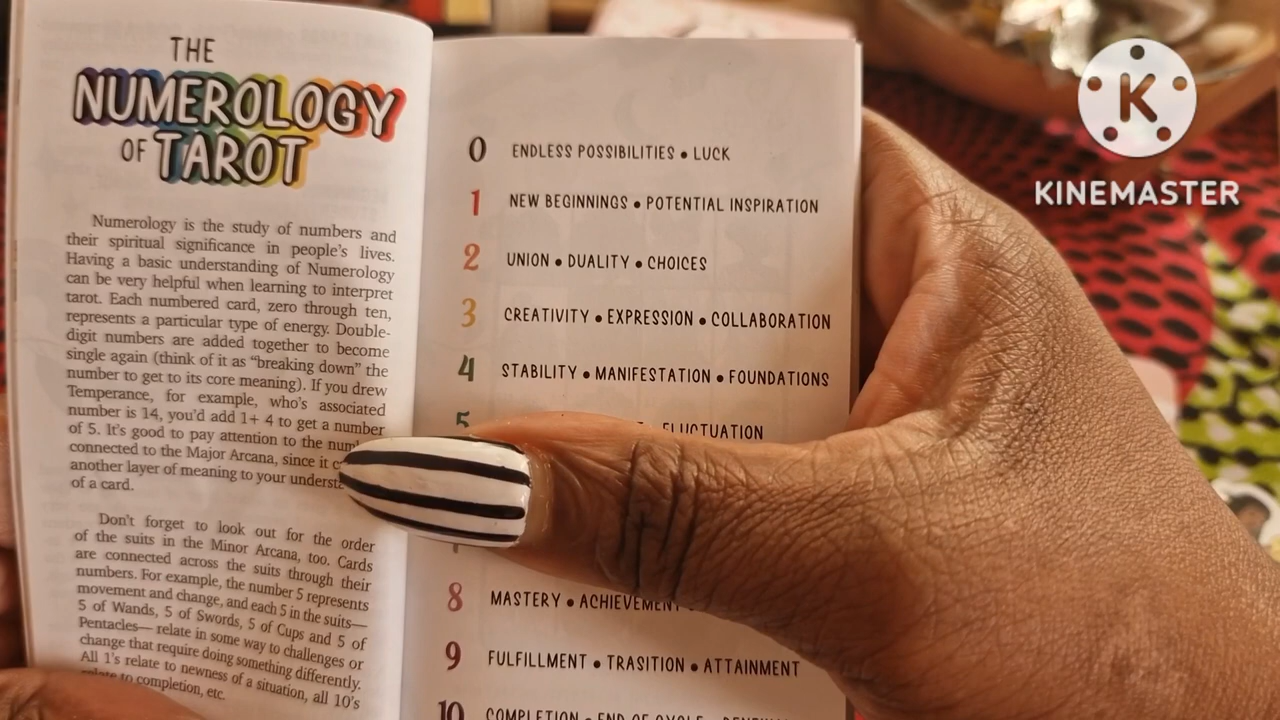 THE
NUMEROLOGY
OF TAROT
Numerology is the study of numbers and
their spiritual significance in people's lives.
Having a basic understanding of Numerology
can be very helpful when learning to interpret
tarot. Each numbered card, zero through ten,
represents a particular type of energy. Double-
digit numbers are added together to become
single again (think of it as "breaking down" the
number to get to its core meaning). If you drew
Temperance, for example, who's associated
number is 14, you'd add 1+ 4 to get a number
of 5. It's good to pay attention to the
connected to the Major Arcana, since it
another layer of meaning to your
of a card.
Don't forget to look out for the order
of the suits in the Minor Arcana, too. Cards
are connected across the suits through their
numbers. For example, the number 5 represents
movement and change, and each 5 in the suits—
5 of Wands, 5 of Swords, 5 of Cups and 5 of
Pentacles— relate in some way to challenges or
change that require doing something differently.
All 1's relate to newness of a situation, all 10's
relate to completion, etc.
0 ENDLESS POSSIBILITIES • LUCK
1 NEW BEGINNINGS • POTENTIAL INSPIRATION
2 UNION • DUALITY • CHOICES
3 CREATIVITY • EXPRESSION • COLLABORATION
4 STABILITY • MANIFESTATION • FOUNDATIONS
5 • FLUCTUATION
8 MASTERY • ACHIEVEMENT
9 FULFILLMENT • TRASITION • ATTAINMENT
10 COMPLETION • END OF CYCLE •
K
KINEMASTER